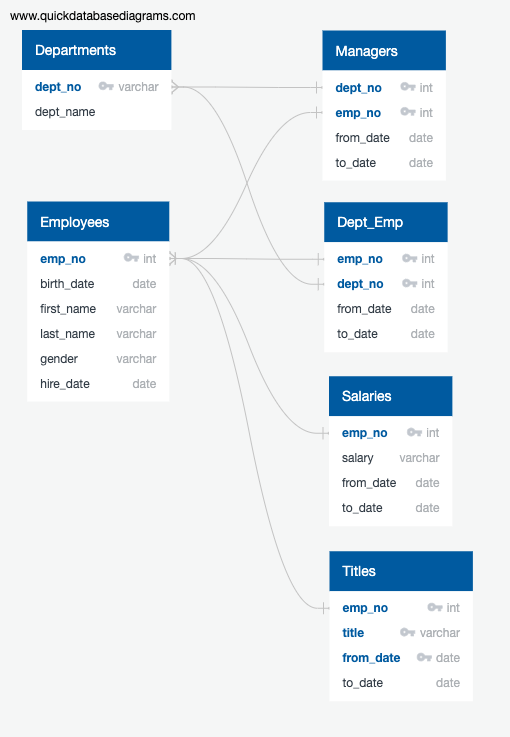 www.quickdatabasediagrams.com
Departments
dept_no varchar
dept_name
Managers
dept_no int
emp_no int
from_date date
to_date date
Employees
emp_no int
birth_date date
first_name varchar
last_name varchar
gender varchar
hire_date date
Dept_Emp
emp_no int
dept_no int
from_date date
to_date date
Salaries
emp_no int
salary varchar
from_date date
to_date date
Titles
emp_no int
title varchar
from_date date
to_date date